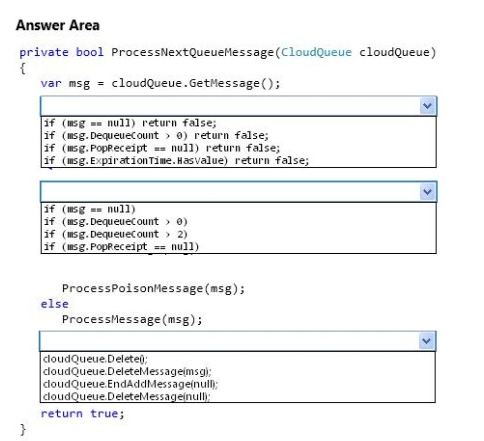 Answer Area
private bool ProcessNextQueueMessage(CloudQueue cloudQueue)
{
var msg = cloudQueue.GetMessage();
if (msg == null) return false;
if (msg.DequeueCount > 0) return false;
if (msg.PopReceipt == null) return false;
if (msg.ExpirationTime.HasValue) return false;
if (msg == null)
if (msg.DequeueCount > 0)
if (msg.DequeueCount > 2)
if (msg.PopReceipt == null)
ProcessPoisonMessage(msg);
else
ProcessMessage(msg);
cloudQueue.Delete();
cloudQueue.DeleteMessage(msg);
cloudQueue.EndAddMessage(null);
cloudQueue.DeleteMessage(null);
return true;
}